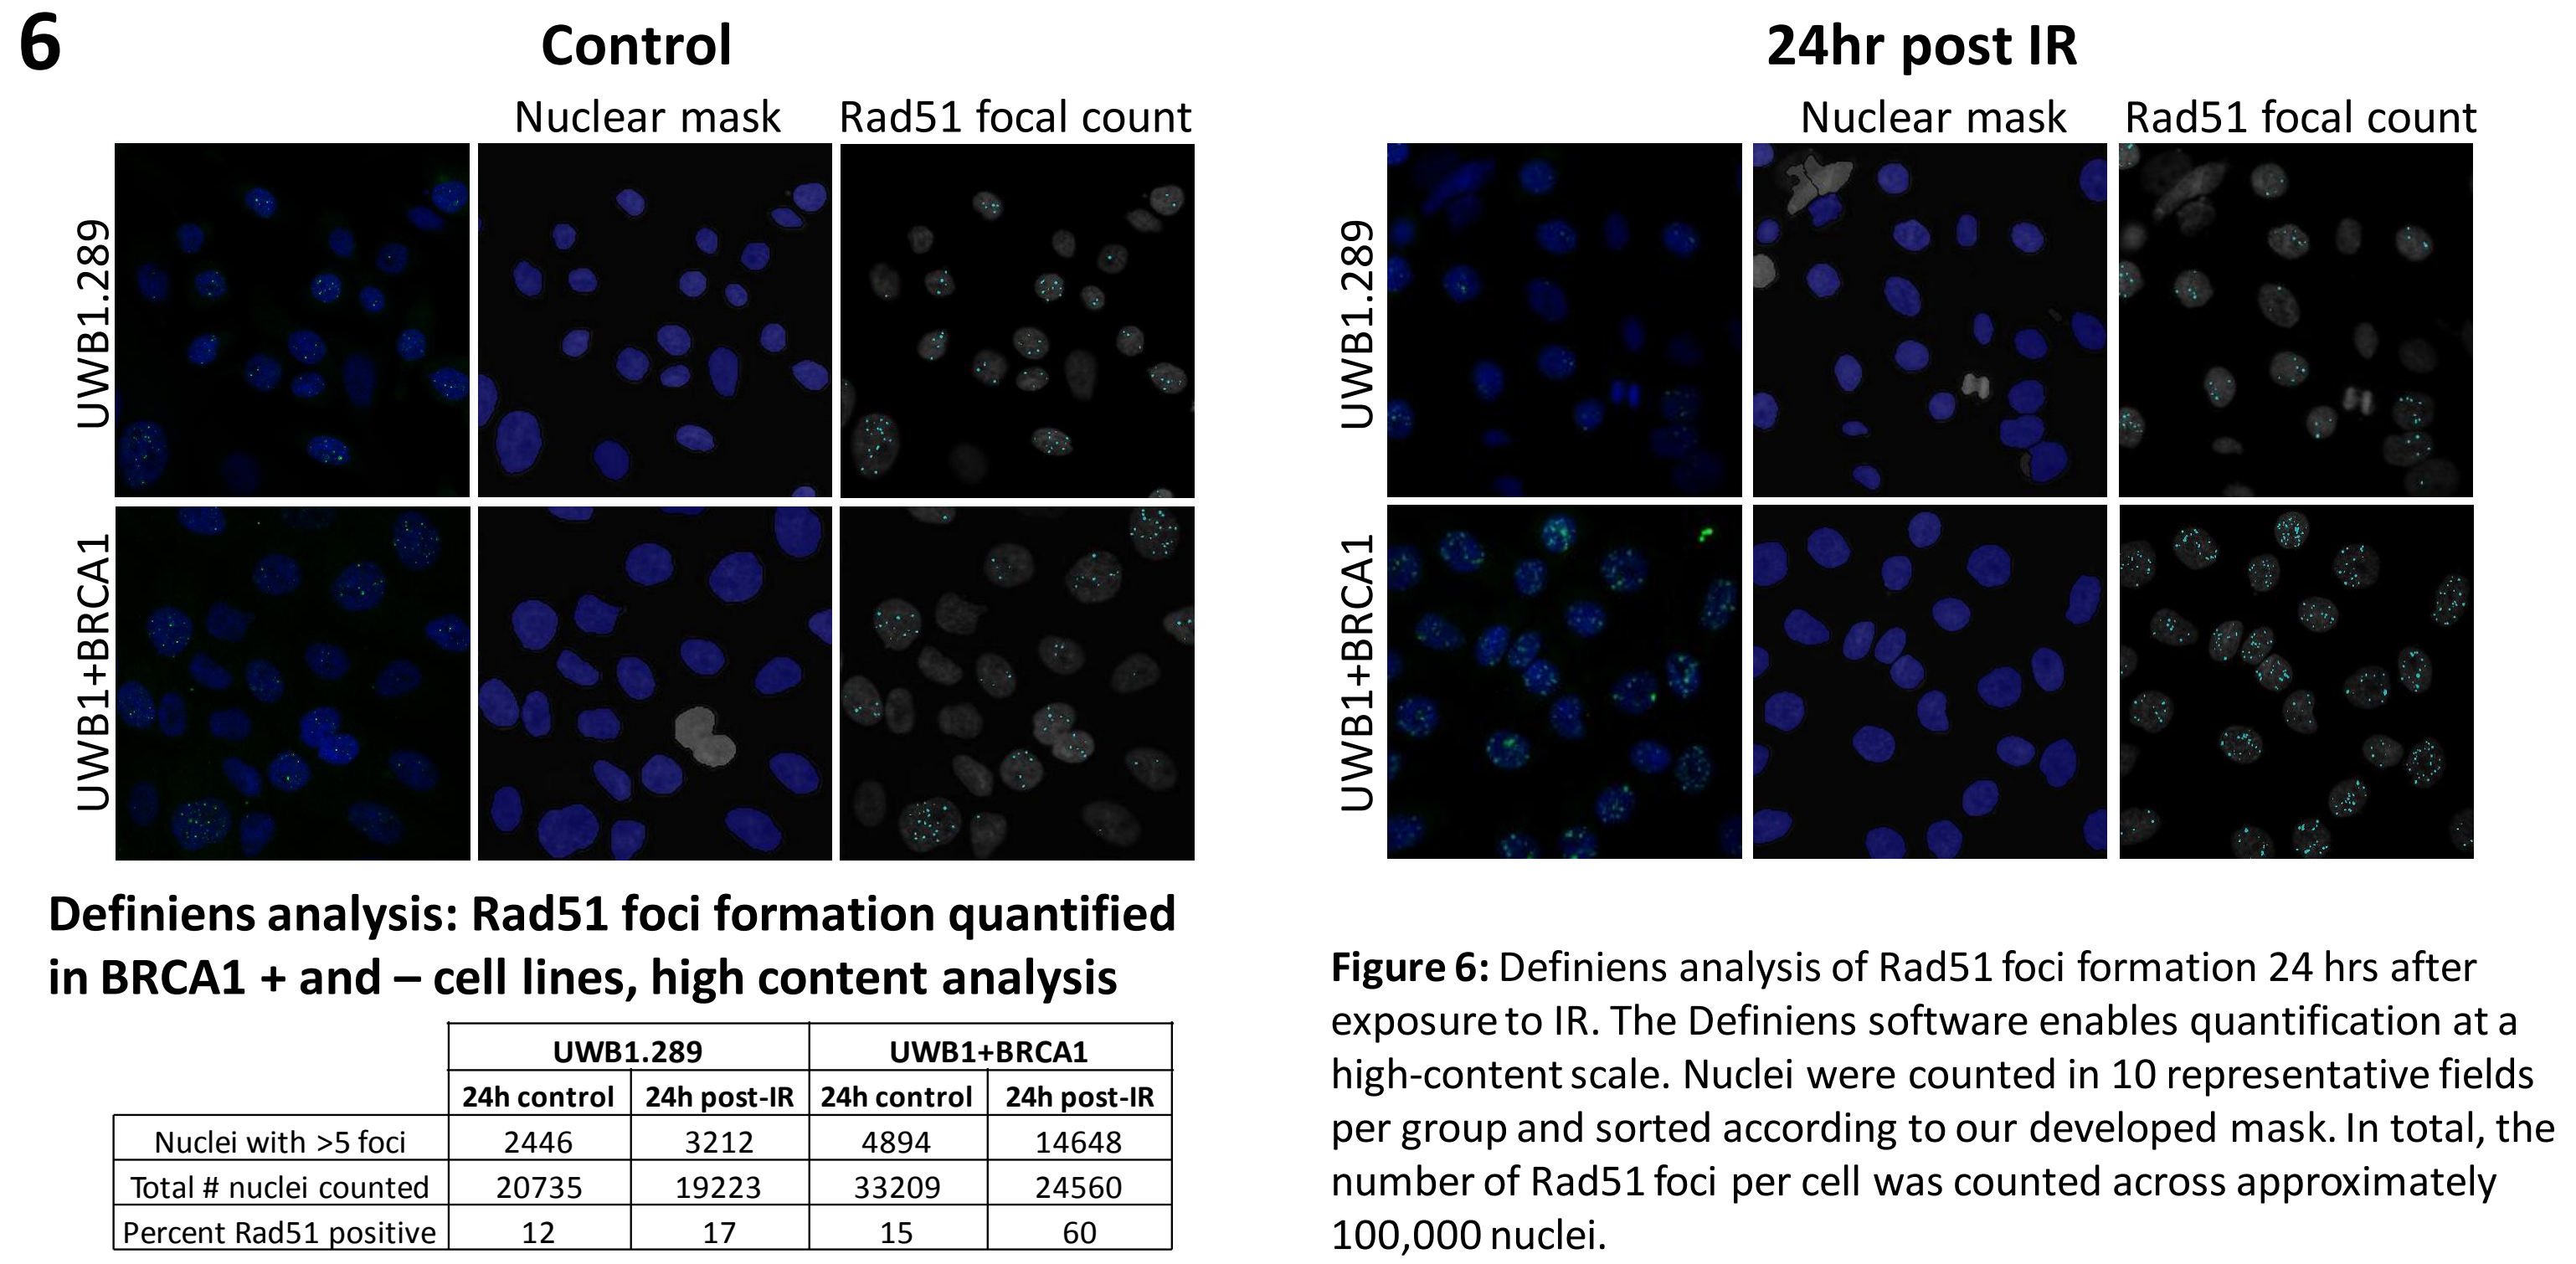 6
Control
24hr post IR
Nuclear mask
Rad51 focal count
Nuclear mask
Rad51 focal count
UWB1.289
UWB1.289
UWB1+BRCA1
UWB1+BRCA1
Definiens analysis: Rad51 foci formation quantified
in BRCA1 + and – cell lines, high content analysis
UWB1.289 UWB1+BRCA1
24h control 24h post-IR 24h control 24h post-IR
Nuclei with >5 foci 2446 3212 4894 14648
Total # nuclei counted 20735 19223 33209 24560
Percent Rad51 positive 12 17 15 60
Figure 6: Definiens analysis of Rad51 foci formation 24 hrs after
exposure to IR. The Definiens software enables quantification at a
high-content scale. Nuclei were counted in 10 representative fields
per group and sorted according to our developed mask. In total, the
number of Rad51 foci per cell was counted across approximately
100,000 nuclei.